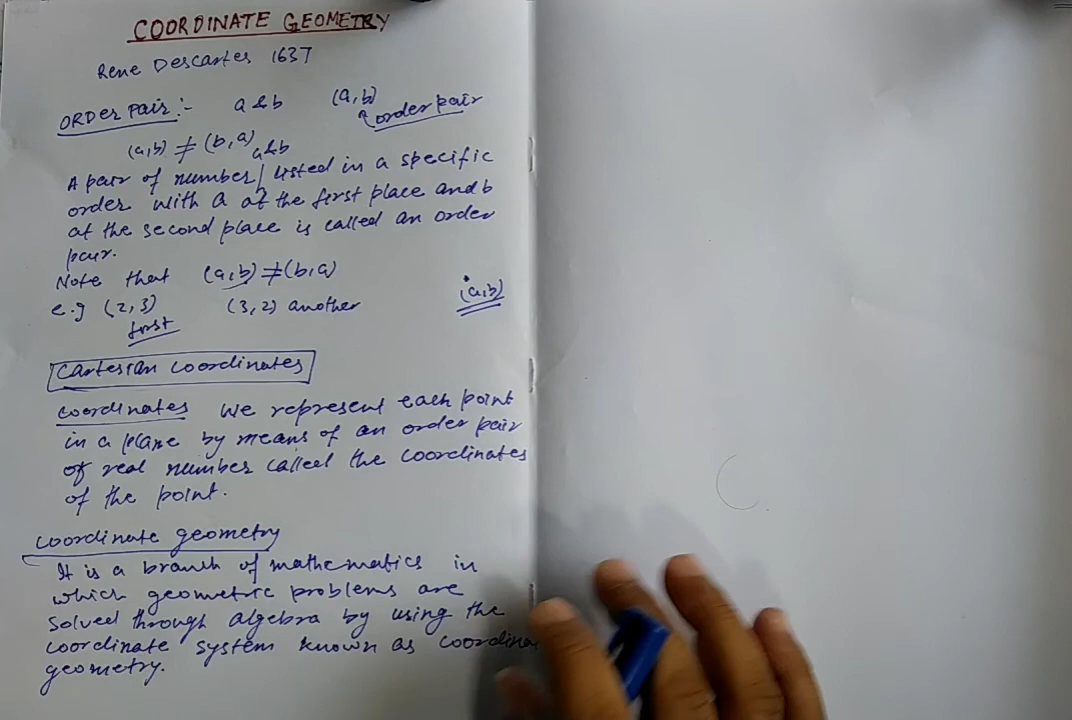 COORDINATE GEOMETRY
Rene Descartes 1637
ORDER PAIR:- a & b (a,b)
order pair
(a,b) ≠ (b,a)
a&b
A pair of number listed in a specific
order with a at the first place and b
at the second place is called an order
pair.
Note that (a,b) ≠ (b,a)
e.g (2,3) (3,2) another (a,b)
first
Cartesian coordinates
coordinates We represent each point
in a plane by means of an order pair
of real number called the coordinates
of the point.
Coordinate geometry
It is a branch of mathematics in
which geometric problems are
solved through algebra by using the
coordinate system known as coordina
geometry.